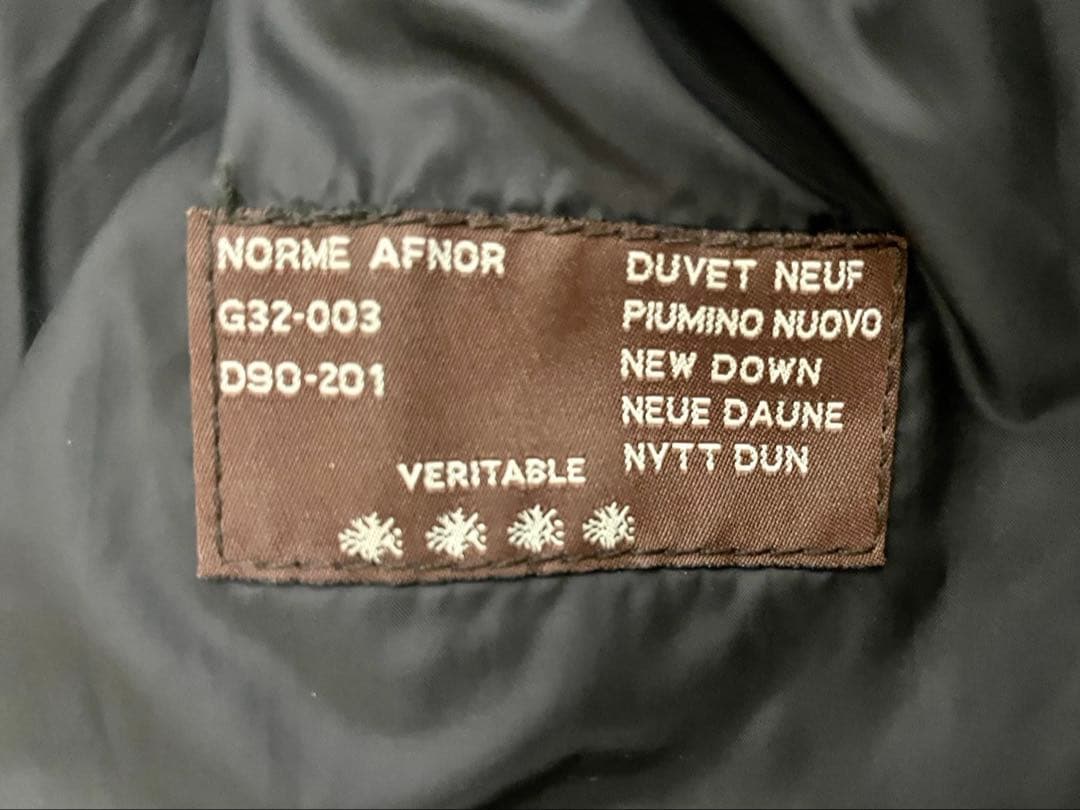 NORME AFNOR
G32-003
D90-201
DUVET NEUF
PIUMINO NUOVO
NEW DOWN
NEUE DAUNE
NYTT DUN
VERITABLE